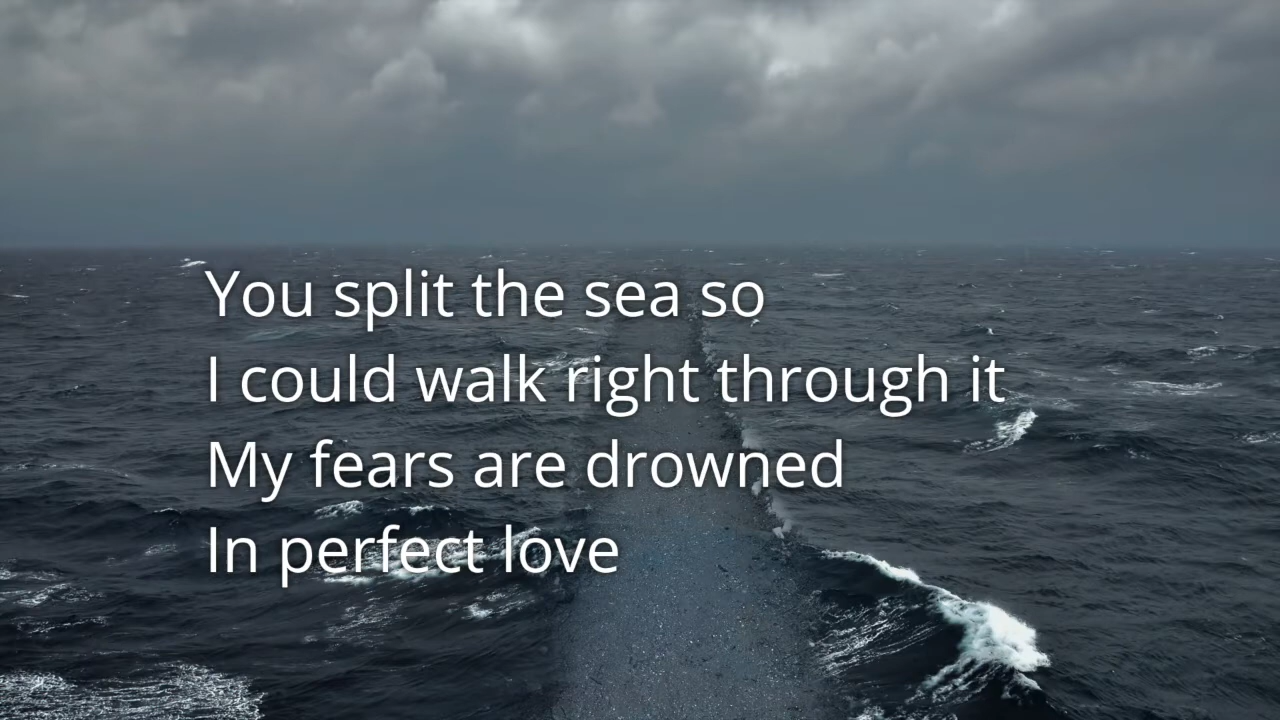 You split the sea so
I could walk right through it
My fears are drowned
In perfect love